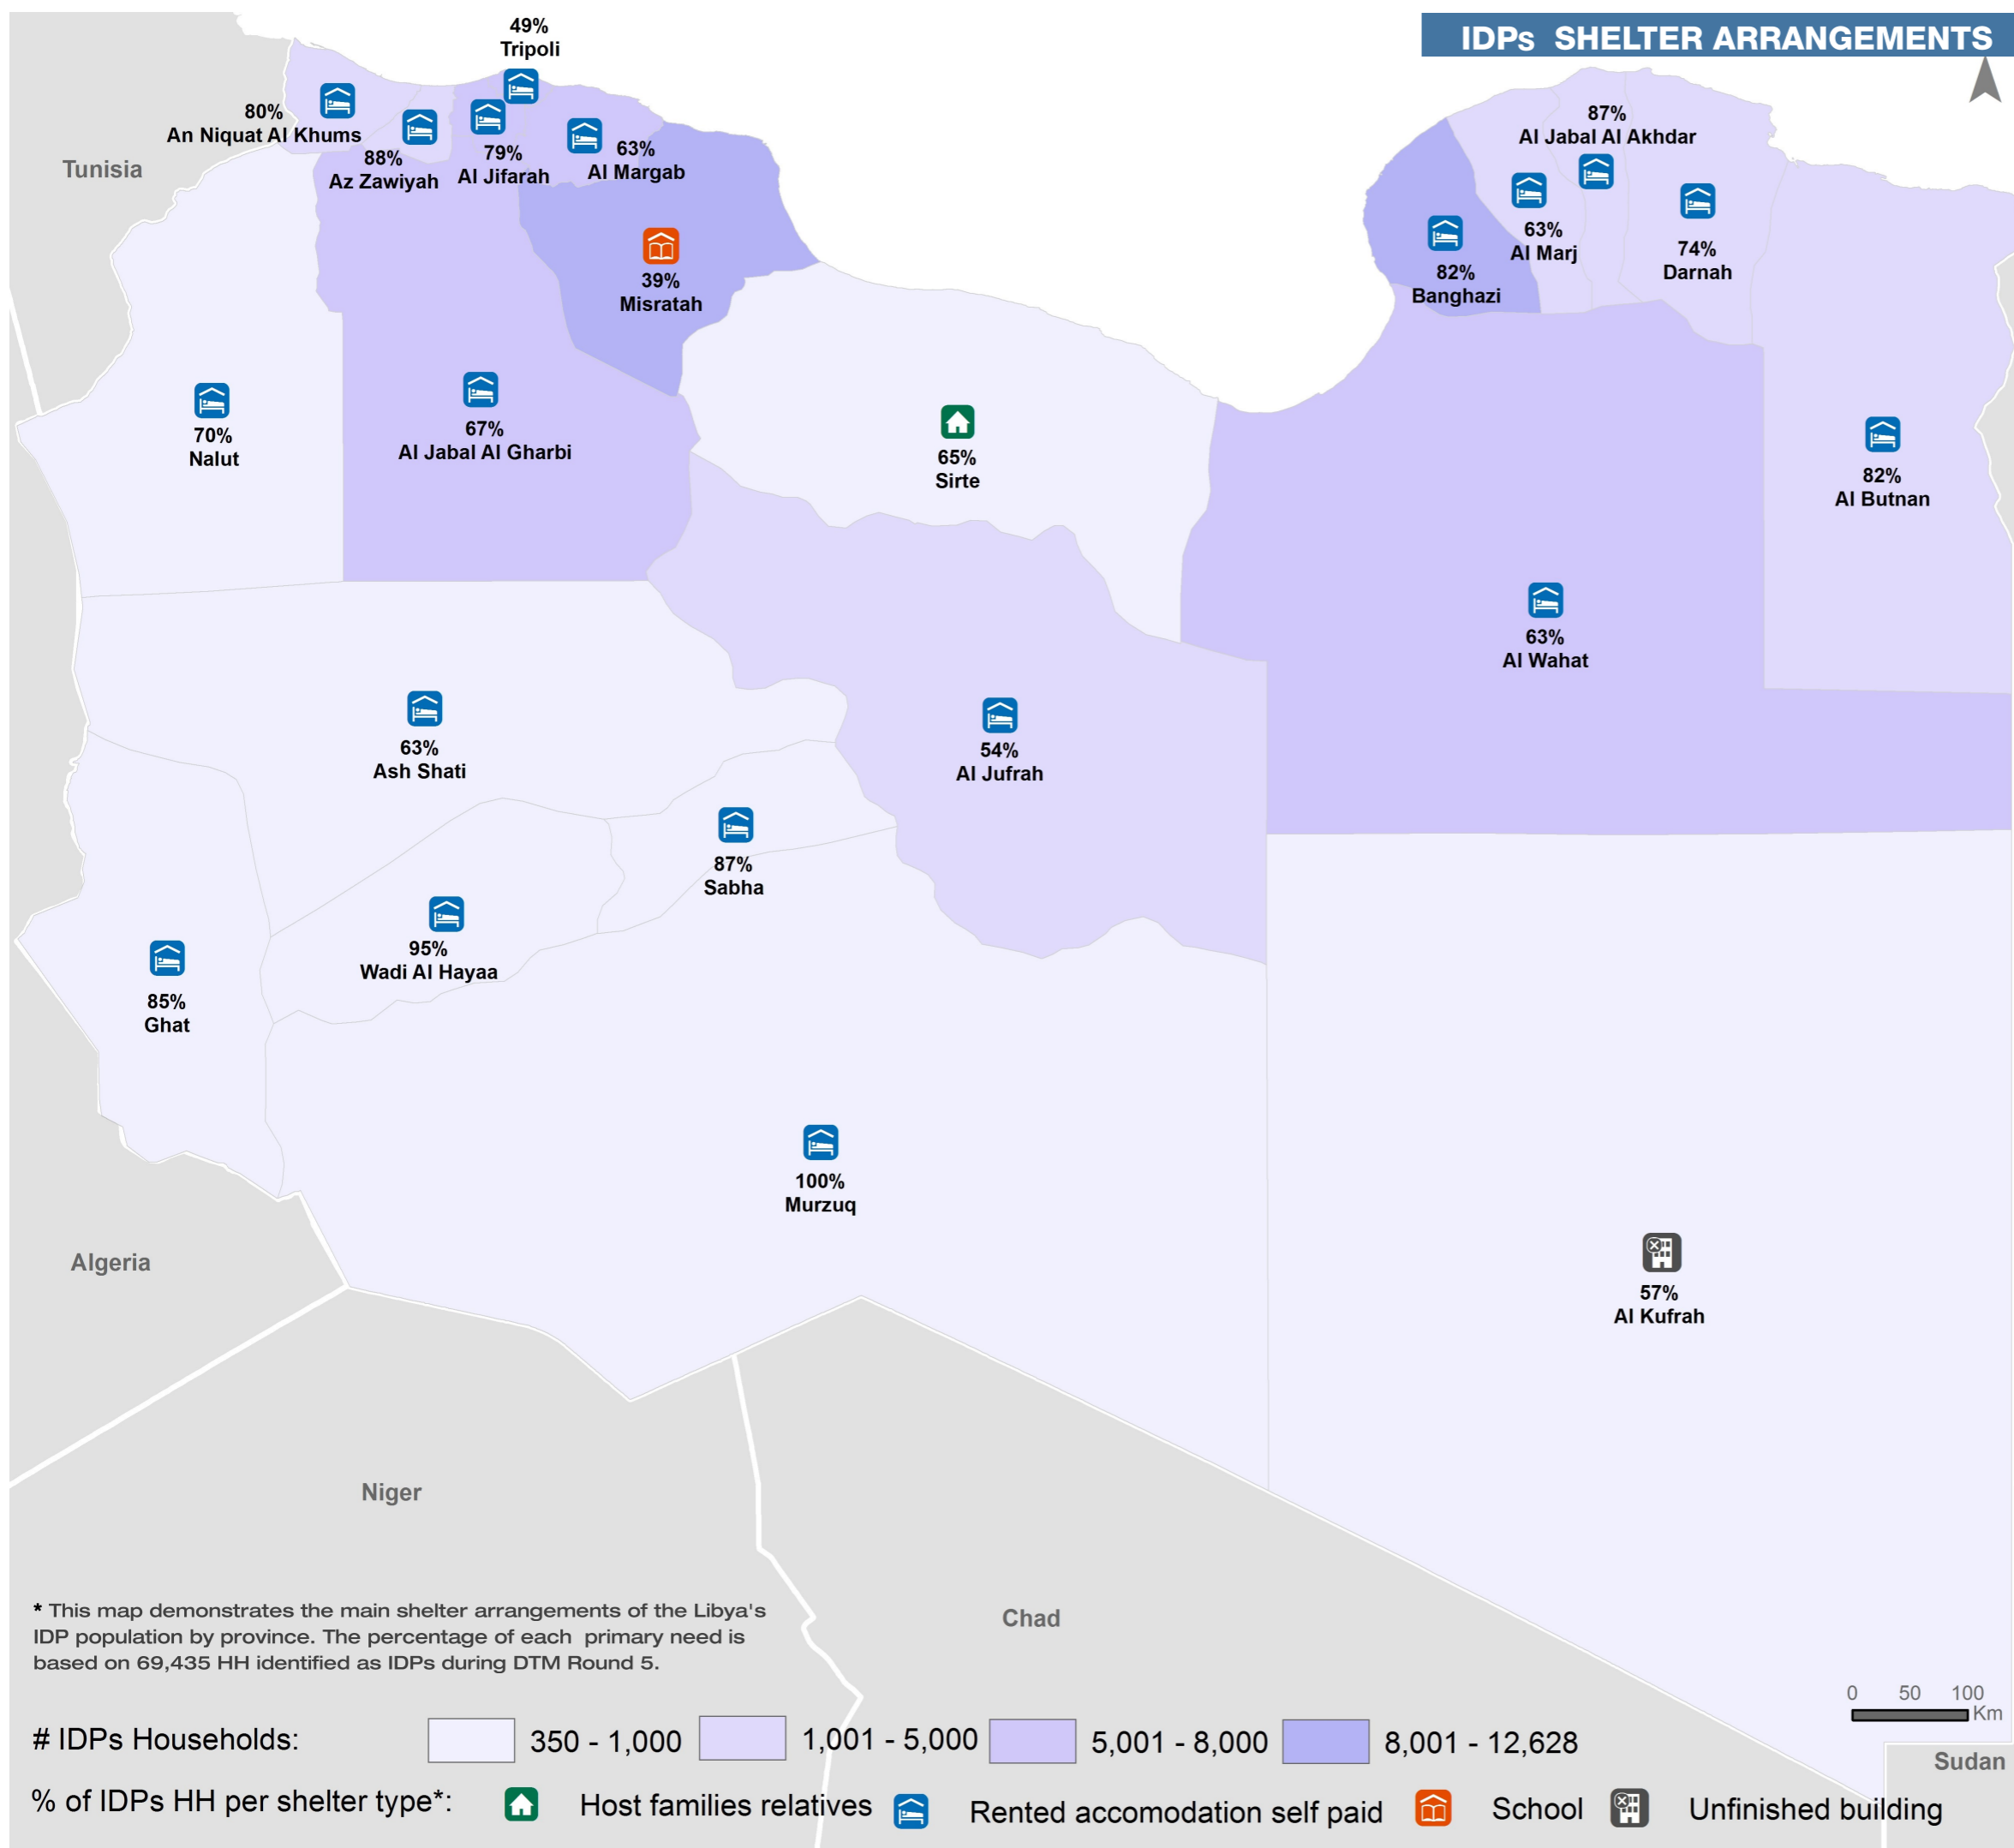 IDPs SHELTER ARRANGEMENTS
49%
Tripoli
80%
An Niquat Al Khums
88%
Az Zawiyah
79%
Al Jifarah
63%
Al Margab
87%
Al Jabal Al Akhdar
Tunisia
39%
Misratah
82%
Banghazi
63%
Al Marj
74%
Darnah
70%
Nalut
67%
Al Jabal Al Gharbi
65%
Sirte
82%
Al Butnan
63%
Al Wahat
63%
Ash Shati
54%
Al Jufrah
87%
Sabha
95%
Wadi Al Hayaa
85%
Ghat
100%
Murzuq
57%
Al Kufrah
Algeria
Niger
Chad
Sudan
* This map demonstrates the main shelter arrangements of the Libya's
IDP population by province. The percentage of each primary need is
based on 69,435 HH identified as IDPs during DTM Round 5.
0 50 100
Km
# IDPs Households: 350 - 1,000 1,001 - 5,000 5,001 - 8,000 8,001 - 12,628
% of IDPs HH per shelter type*: Host families relatives Rented accomodation self paid School Unfinished building